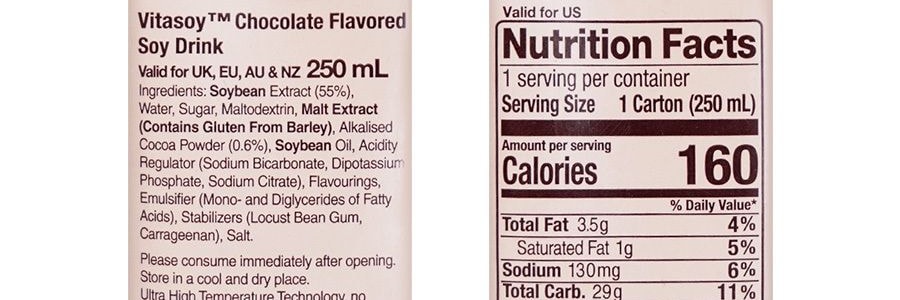 Vitasoy™ Chocolate Flavored
Soy Drink
Valid for UK, EU, AU & NZ 250 mL
Ingredients: Soybean Extract (55%),
Water, Sugar, Maltodextrin, Malt Extract
(Contains Gluten From Barley), Alkalised
Cocoa Powder (0.6%), Soybean Oil, Acidity
Regulator (Sodium Bicarbonate, Dipotassium
Phosphate, Sodium Citrate), Flavourings,
Emulsifier (Mono- and Diglycerides of Fatty
Acids), Stabilizers (Locust Bean Gum,
Carrageenan), Salt.
Please consume immediately after opening.
Store in a cool and dry place.
Ultra High Temperature Technology, no
Valid for US
Nutrition Facts
1 serving per container
Serving Size 1 Carton (250 mL)
Amount per serving
Calories 160
% Daily Value*
Total Fat 3.5g 4%
Saturated Fat 1g 5%
Sodium 130mg 6%
Total Carb. 29g 11%